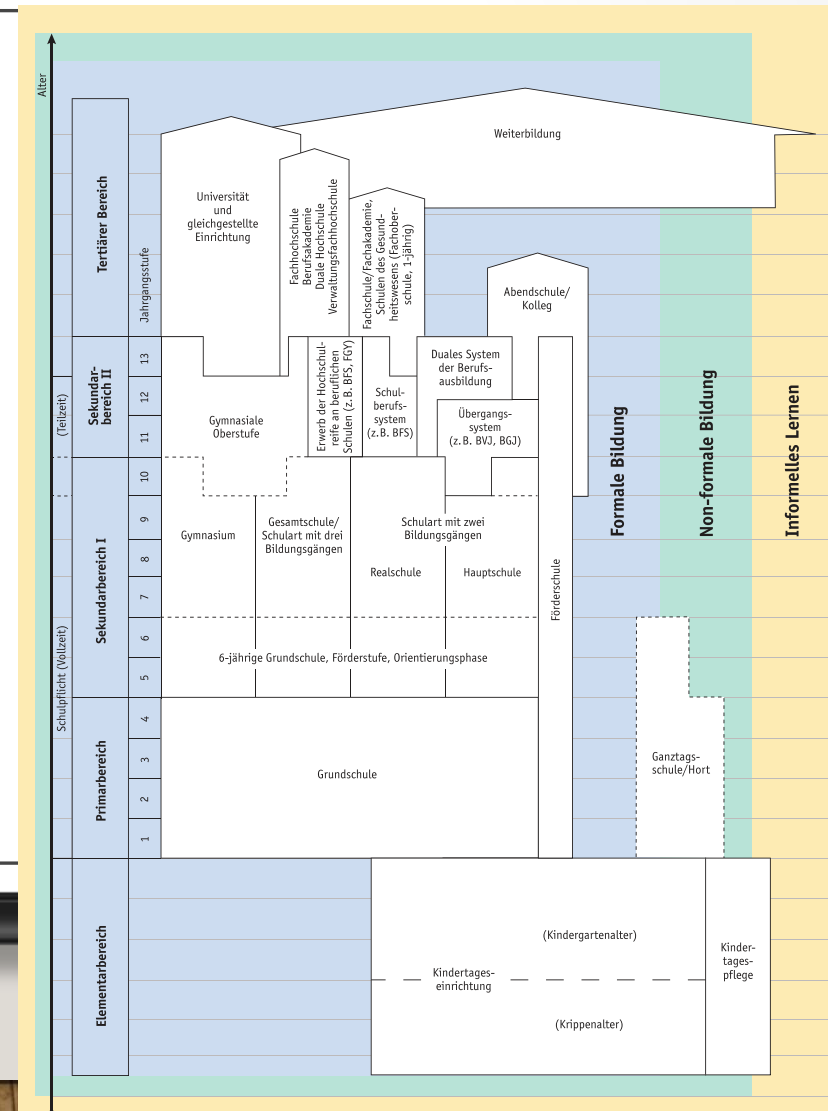 Alter
Weiterbildung
Tertiärer Bereich
Universität
und
gleichgestellte
Einrichtung
Fachhochschule
Berufsakademie
Duale Hochschule
Verwaltungsfachhochschule
Fachschule/Fachakademie,
Schulen des Gesund-
heitswesens (Fachober-
schule, 1-jährig)
Jahrgangsstufe
Abendschule/
Kolleg
Sekundar-
bereich II
(Teilzeit)
13
12
11
Gymnasiale
Oberstufe
Erwerb der Hochschul-
reife an beruflichen
Schulen (z. B. BFS, FGY)
Schul-
berufs-
system
(z. B. BFS)
Duales System
der Berufs-
ausbildung
Übergangs-
system
(z. B. BVJ, BGJ)
Formale Bildung
Non-formale Bildung
Informelles Lernen
Sekundarbereich I
Schulpflicht (Vollzeit)
10
9
8
7
6
5
Gymnasium
Gesamtschule/
Schulart mit drei
Bildungsgängen
Schulart mit zwei
Bildungsgängen
Realschule
Hauptschule
Förderschule
6-jährige Grundschule, Förderstufe, Orientierungsphase
Primarbereich
4
3
2
1
Grundschule
Ganztags-
schule/Hort
Elementarbereich
(Kindergartenalter)
Kindertages-
einrichtung
(Krippenalter)
Kinder-
tages-
pflege